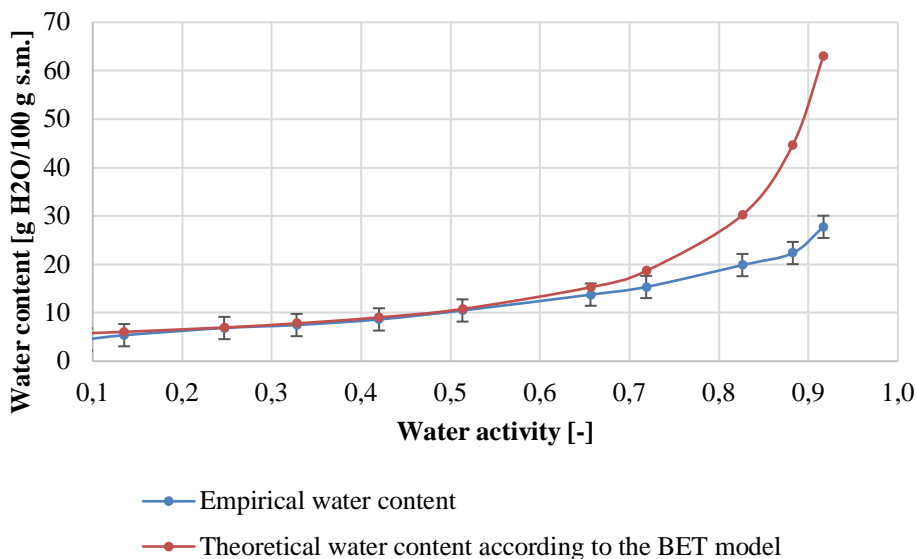 Water content [g H2O/100 g s.m.]
70
60
50
40
30
20
10
0
0,1 0,2 0,3 0,4 0,5 0,6 0,7 0,8 0,9 1,0
Water activity [-]
Empirical water content
Theoretical water content according to the BET model